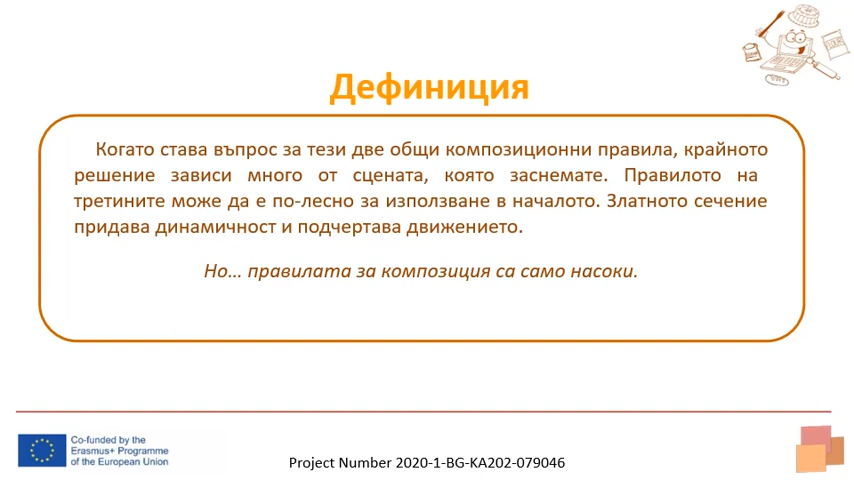 Дефиниция
Когато става въпрос за тези две общи композиционни правила, крайното
решение зависи много от сцената, която заснемате. Правилото на
третините може да е по-лесно за използване в началото. Златното сечение
придава динамичност и подчертава движението.
Но... правилата за композиция са само насоки.
Co-funded by the
Erasmus+ Programme
of the European Union
Project Number 2020-1-BG-KA202-079046